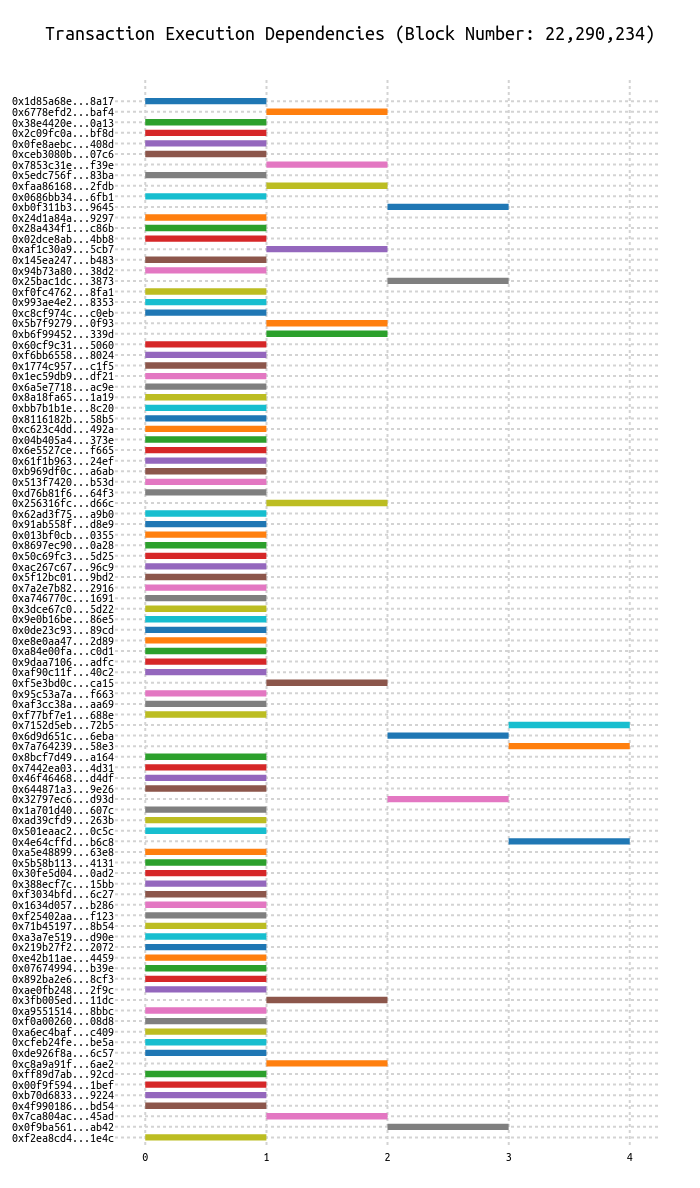 Transaction Execution Dependencies (Block Number: 22,290,234)
0x1d85a68e...8a17
0x6778efd2...baf4
0x38e4420e...0a13
0x2c09fc0a...bf8d
0x0fe8aebc...408d
0xceb3080b...07c6
0x7853c31e...f39e
0x5edc756f...83ba
0xfaa86168...2fdb
0x0686bb34...6fb1
0xb0f311b3...9645
0x24d1a84a...9297
0x28a434f1...c86b
0x02dce8ab...4bb8
0xaf1c30a9...5cb7
0x145ea247...b483
0x94b73a80...38d2
0x25bac1dc...3873
0xf0fc4762...8fa1
0x993ae4e2...8353
0xc8cf974c...c0eb
0x5b7f9279...0f93
0xb6f99452...339d
0x60cf9c31...5060
0xf6bb6558...8024
0x1774c957...c1f5
0x1ec59db9...df21
0x6a5e7718...ac9e
0x8a18fa65...1a19
0xbb7b1b1e...8c20
0x8116182b...58b5
0xc623c4dd...492a
0x04b405a4...373e
0x6e5527ce...f665
0x61f1b963...24ef
0xb969df0c...a6ab
0x513f7420...b53d
0xd76b81f6...64f3
0x256316fc...d66c
0x62ad3f75...a9b0
0x91ab558f...d8e9
0x013bf0cb...0355
0x8697ec90...0a28
0x50c69fc3...5d25
0xac267c67...96c9
0x5f12bc01...9bd2
0x7a2e7b82...2916
0xa746770c...1691
0x3dce67c0...5d22
0x9e0b16be...86e5
0x0de23c93...89cd
0xe8e0aa47...2d89
0xa84e00fa...c0d1
0x9daa7106...adfc
0xaf90c11f...40c2
0xf5e3bd0c...ca15
0x95c53a7a...f663
0xaf3cc38a...aa69
0xf77bf7e1...688e
0x7152d5eb...72b5
0x6d9d651c...6eba
0x7a764239...58e3
0x8bcf7d49...a164
0x7442ea03...4d31
0x46f46468...d4df
0x644871a3...9e26
0x32797ec6...d93d
0x1a701d40...607c
0xad39cfd9...263b
0x501eaac2...0c5c
0x4e64cffd...b6c8
0xa5e48899...63e8
0x5b58b113...4131
0x30fe5d04...0ad2
0x388ecf7c...15bb
0xf3034bfd...6c27
0x1634d057...b286
0xf25402aa...f123
0x71b45197...8b54
0xa3a7e519...d90e
0x219b27f2...2072
0xe42b11ae...4459
0x07674994...b39e
0x892ba2e6...8cf3
0xae0fb248...2f9c
0x3fb005ed...11dc
0xa9551514...8bbc
0xf0a00260...08d8
0xa6ec4baf...c409
0xcfeb24fe...be5a
0xde926f8a...6c57
0xc8a9a91f...6ae2
0xff89d7ab...92cd
0x00f9f594...1bef
0xb70d6833...9224
0x4f990186...bd54
0x7ca804ac...45ad
0x0f9ba561...ab42
0xf2ea8cd4...1e4c
0 1 2 3 4